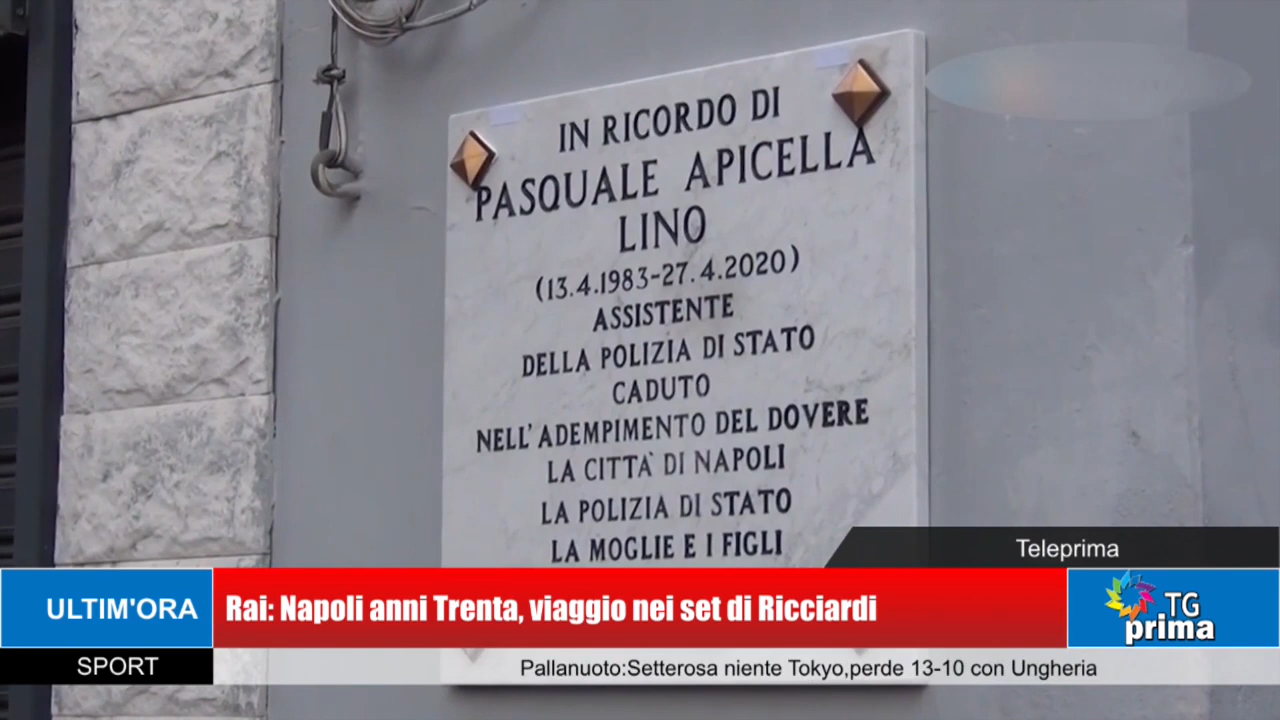 IN RICORDO DI
PASQUALE APICELLA
LINO
(13.4.1983-27.4.2020)
ASSISTENTE
DELLA POLIZIA DI STATO
CADUTO
NELL'ADEMPIMENTO DEL DOVERE
LA CITTÀ DI NAPOLI
LA POLIZIA DI STATO
LA MOGLIE E I FIGLI
Teleprima
ULTIM'ORA
Rai: Napoli anni Trenta, viaggio nei set di Ricciardi
TG
prima
SPORT
Pallanuoto:Setterosa niente Tokyo,perde 13-10 con Ungheria